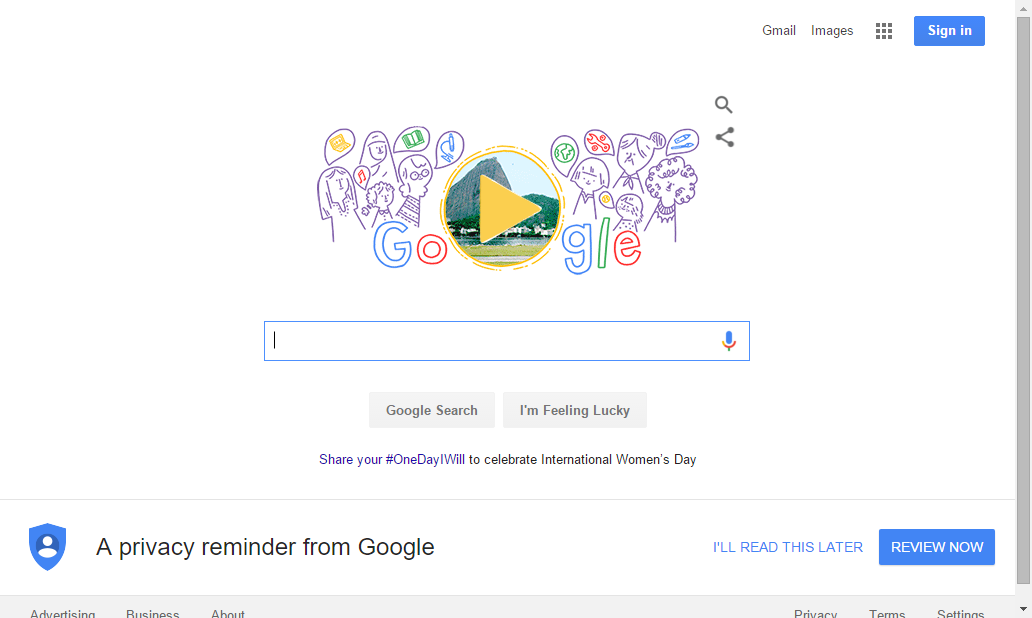 Gmail Images Sign in
Google
Google Search I'm Feeling Lucky
Share your #OneDayIWill to celebrate International Women's Day
A privacy reminder from Google I'LL READ THIS LATER REVIEW NOW
Advertising Business About Privacy Terms Settings